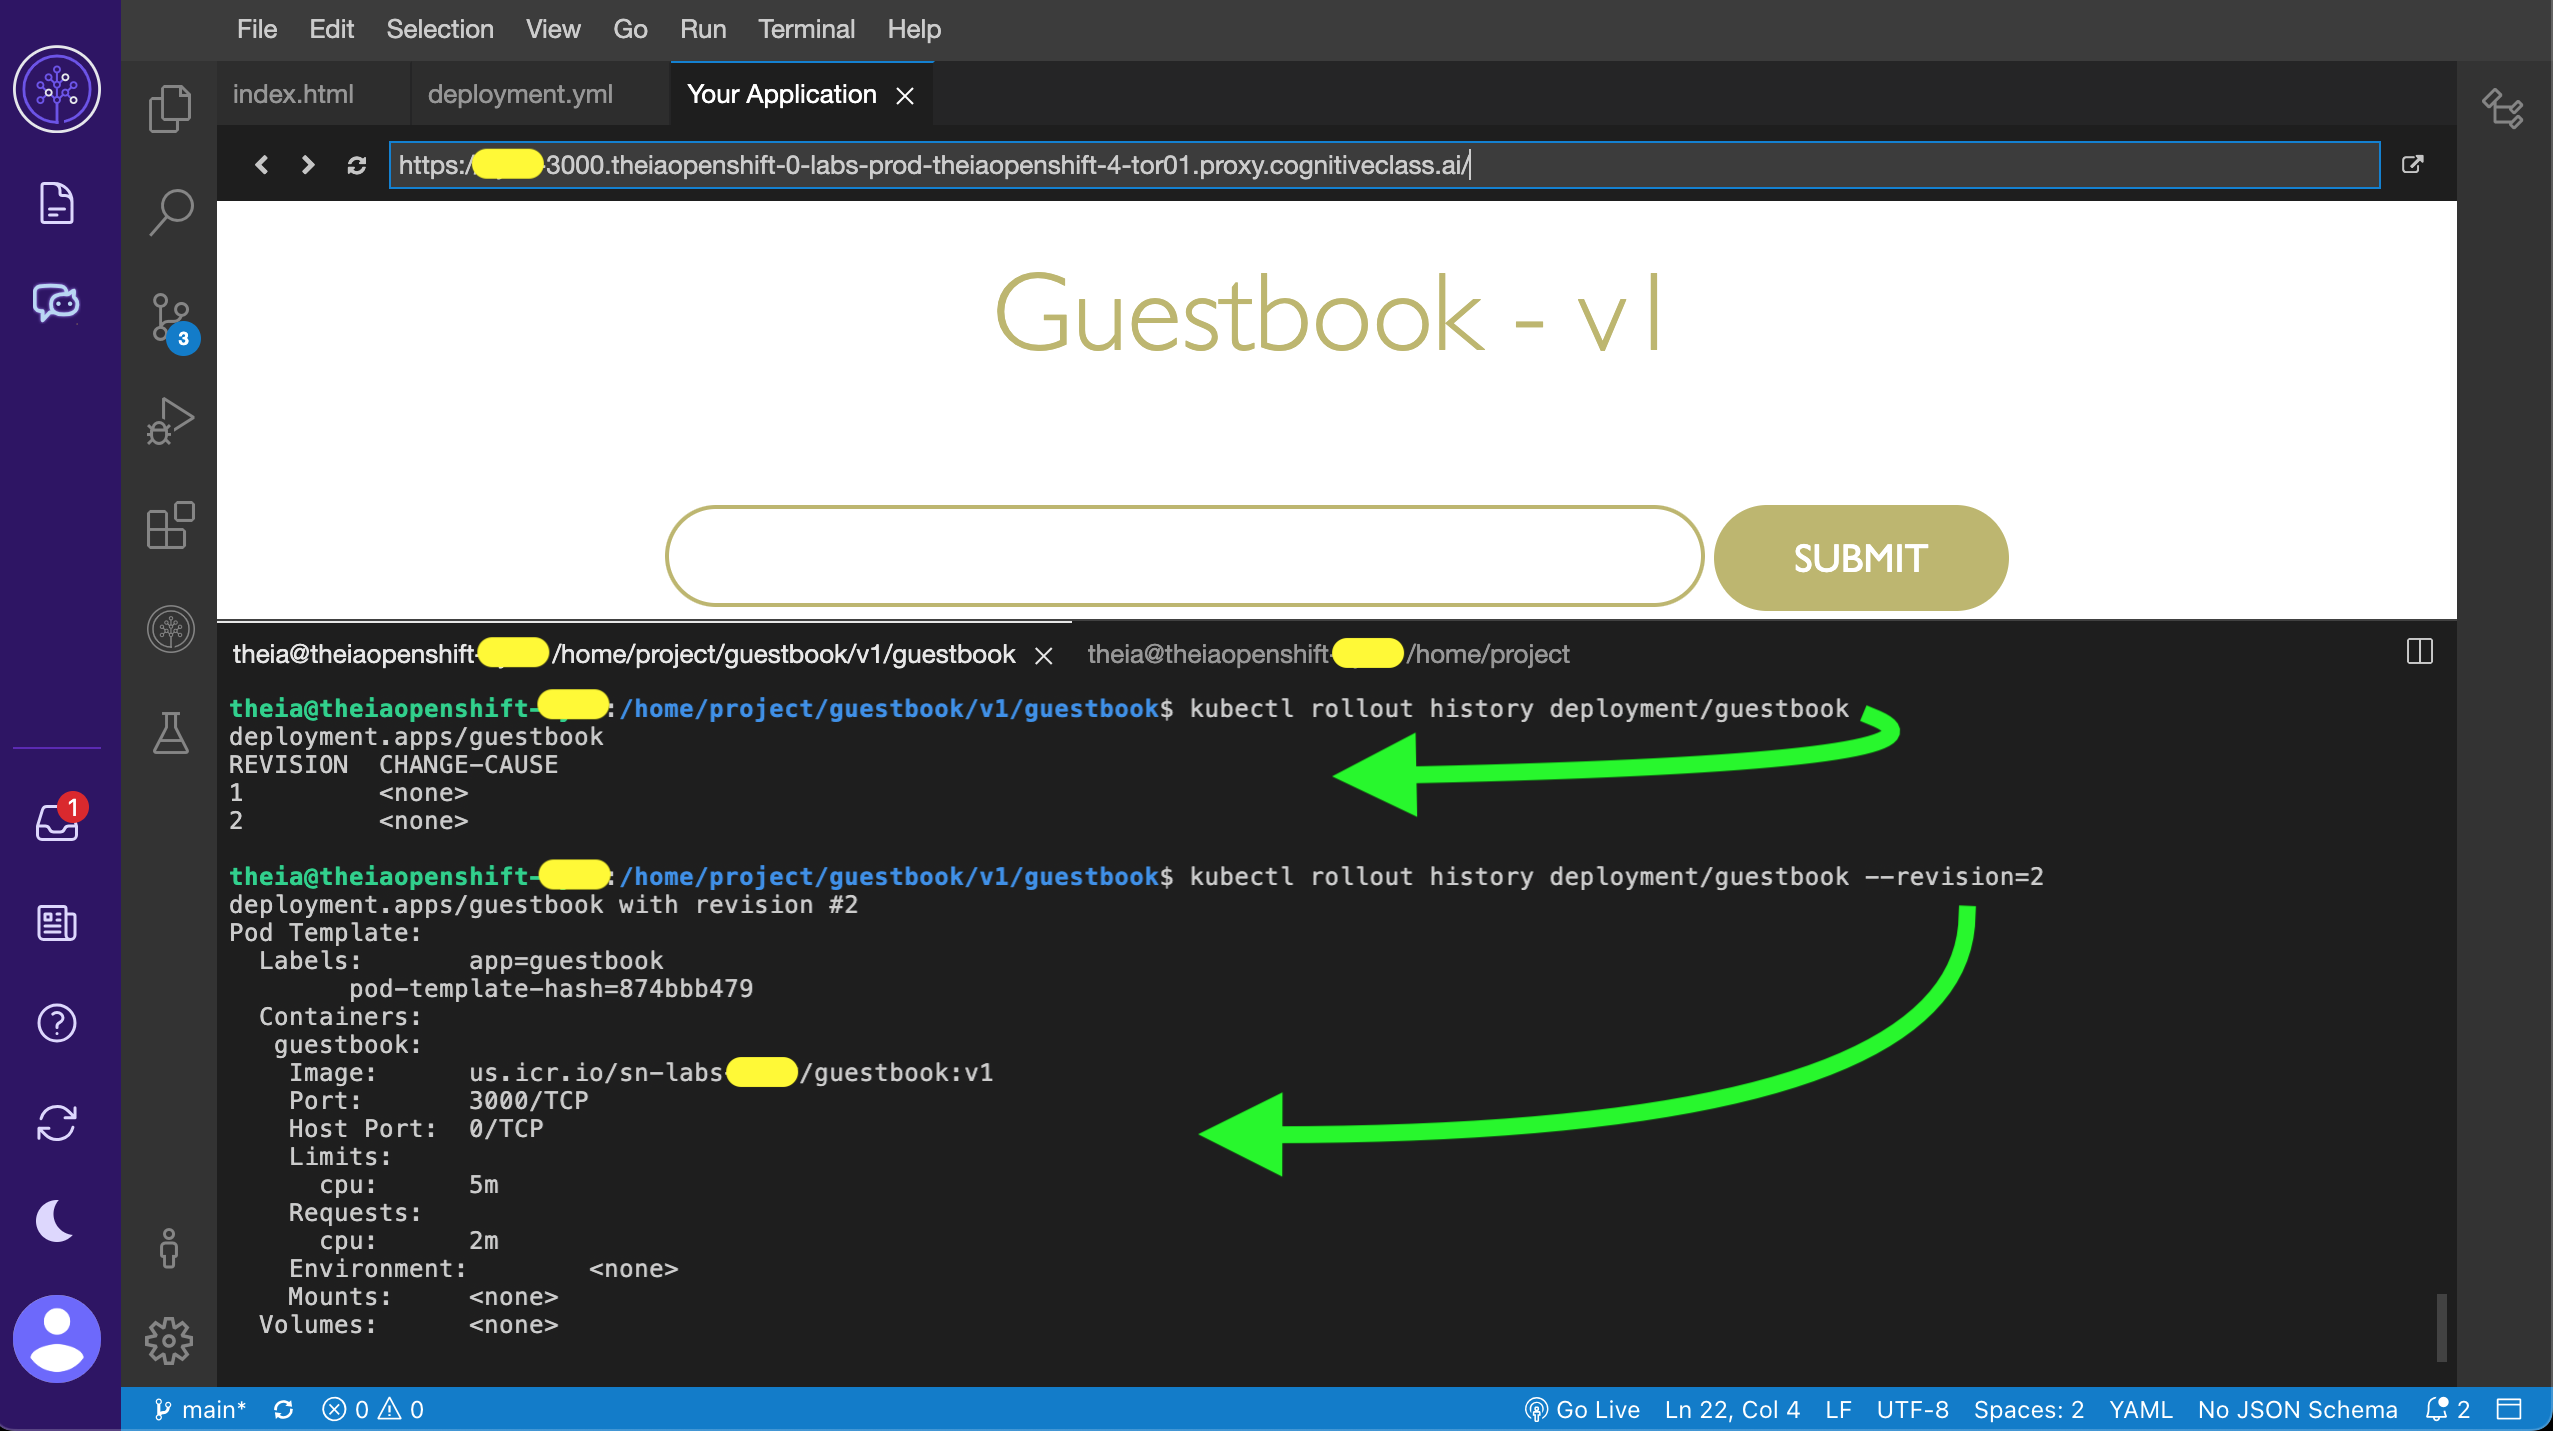 File Edit Selection View Go Run Terminal Help
index.html deployment.yml Your Application
https:/ -3000.theiaopenshift-0-labs-prod-theiaopenshift-4-tor01.proxy.cognitiveclass.ai/
Guestbook - v1
SUBMIT
3
theia@theiaopenshift- /home/project/guestbook/v1/guestbook theia@theiaopenshift- /home/project
theia@theiaopenshift- :/home/project/guestbook/v1/guestbook$ kubectl rollout history deployment/guestbook
deployment.apps/guestbook
REVISION CHANGE-CAUSE
1 <none>
2 <none>
theia@theiaopenshift- :/home/project/guestbook/v1/guestbook$ kubectl rollout history deployment/guestbook --revision=2
deployment.apps/guestbook with revision #2
Pod Template:
Labels: app=guestbook
pod-template-hash=874bbb479
Containers:
guestbook:
Image: us.icr.io/sn-labs- /guestbook:v1
Port: 3000/TCP
Host Port: 0/TCP
Limits:
cpu: 5m
Requests:
cpu: 2m
Environment: <none>
Mounts: <none>
Volumes: <none>
1
main* 0 0 Go Live Ln 22, Col 4 LF UTF-8 Spaces: 2 YAML No JSON Schema 2